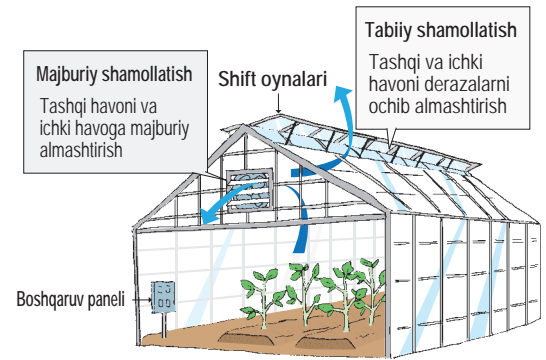 Majburiy shamollatish
Tashqi havoni va
ichki havoga majburiy
almashtirish
Shift oynalari
Tabiiy shamollatish
Tashqi va ichki
havoni derazalarni
ochib almashtirish
Boshqaruv paneli